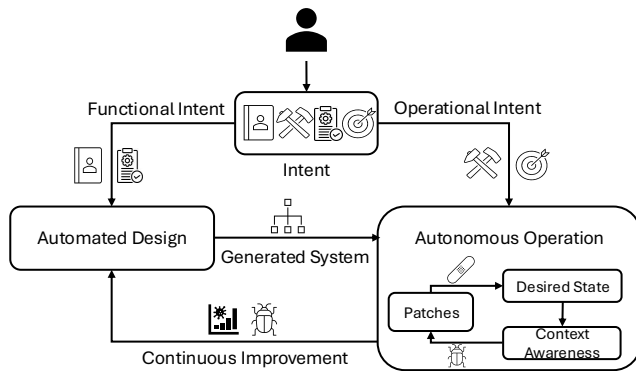 Functional Intent
Operational Intent
Intent
Automated Design
Generated System
Autonomous Operation
Desired State
Patches
Context
Awareness
Continuous Improvement